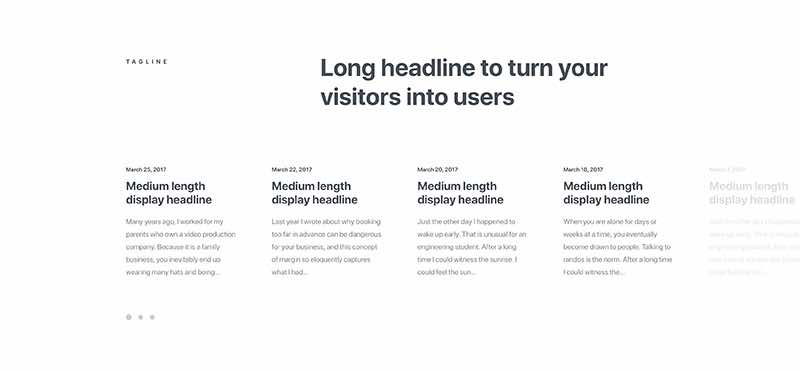 TAGLINE
Long headline to turn your
visitors into users
March 25, 2017
Medium length
display headline
Many years ago, I worked for my
parents who own a video production
company. Because it is a family
business, you inevitably end up
wearing many hats and being...
March 22, 2017
Medium length
display headline
Last year I wrote about why booking
too far in advance can be dangerous
for your business, and this concept
of margin so eloquently captures
what I had...
March 20, 2017
Medium length
display headline
Just the other day I happened to
wake up early. That is unusual for an
engineering student. After a long
time I could witness the sunrise. I
could feel the sun...
March 18, 2017
Medium length
display headline
When you are alone for days or
weeks at a time, you eventually
become drawn to people. Talking to
randos is the norm. After a long time
I could witness the...
Medium length
display headline